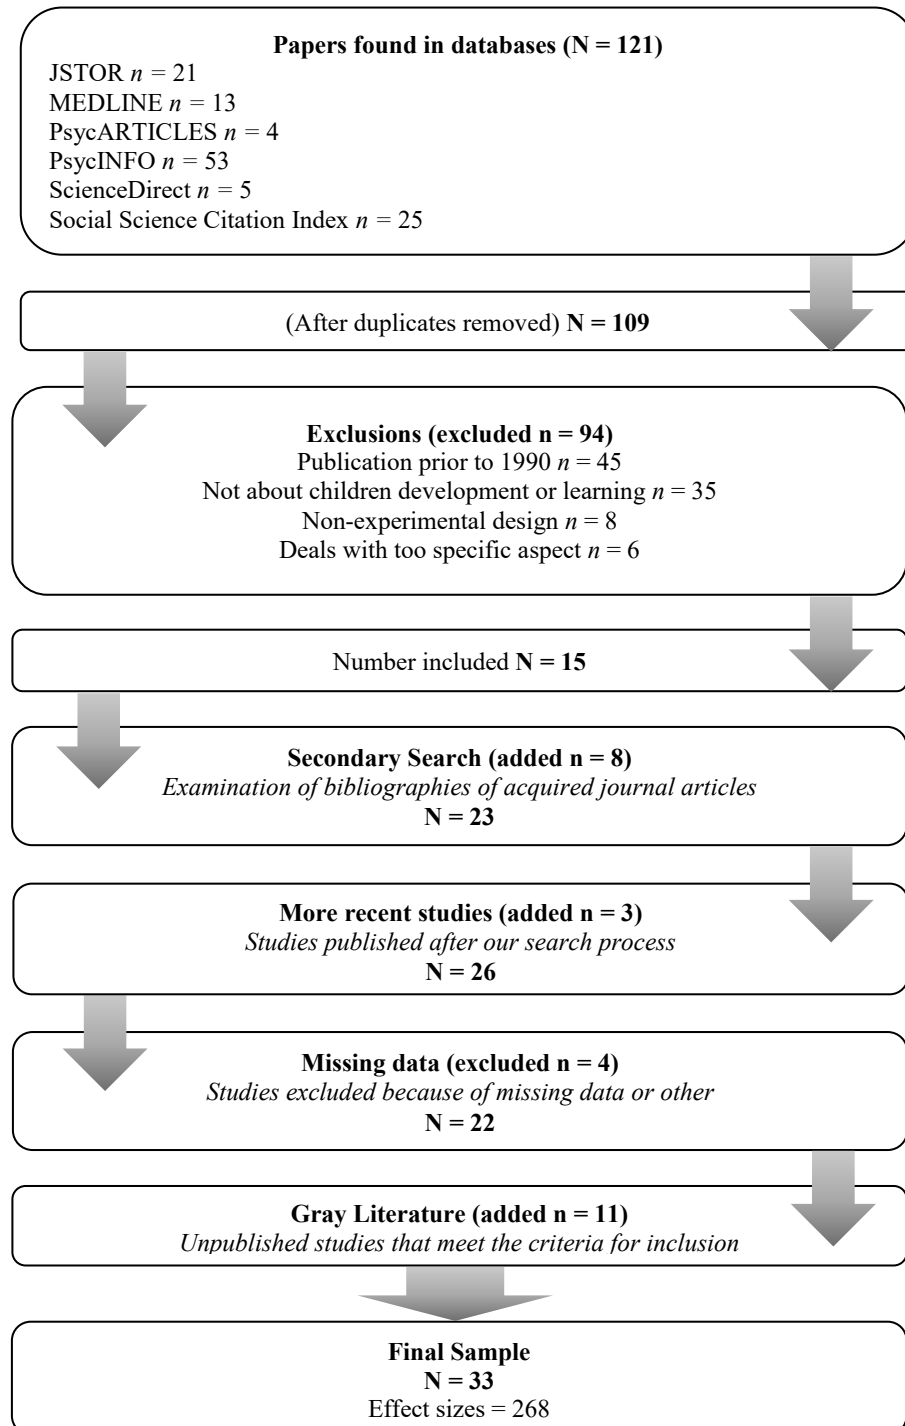 Papers found in databases (N = 121)
JSTOR n = 21
MEDLINE n = 13
PsycARTICLES n = 4
PsycINFO n = 53
ScienceDirect n = 5
Social Science Citation Index n = 25
(After duplicates removed) N = 109
Exclusions (excluded n = 94)
Publication prior to 1990 n = 45
Not about children development or learning n = 35
Non-experimental design n = 8
Deals with too specific aspect n = 6
Number included N = 15
Secondary Search (added n = 8)
Examination of bibliographies of acquired journal articles
N = 23
More recent studies (added n = 3)
Studies published after our search process
N = 26
Missing data (excluded n = 4)
Studies excluded because of missing data or other
N = 22
Gray Literature (added n = 11)
Unpublished studies that meet the criteria for inclusion
Final Sample
N = 33
Effect sizes = 268